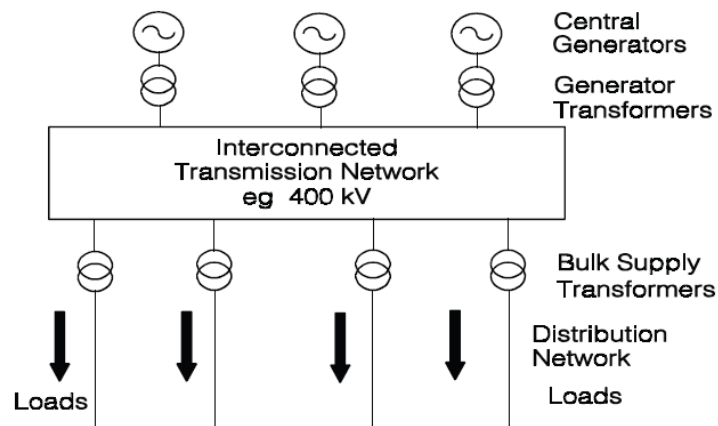 Central
Generators
Generator
Transformers
Interconnected
Transmission Network
eg 400 kV
Bulk Supply
Transformers
Distribution
Network
Loads
Loads